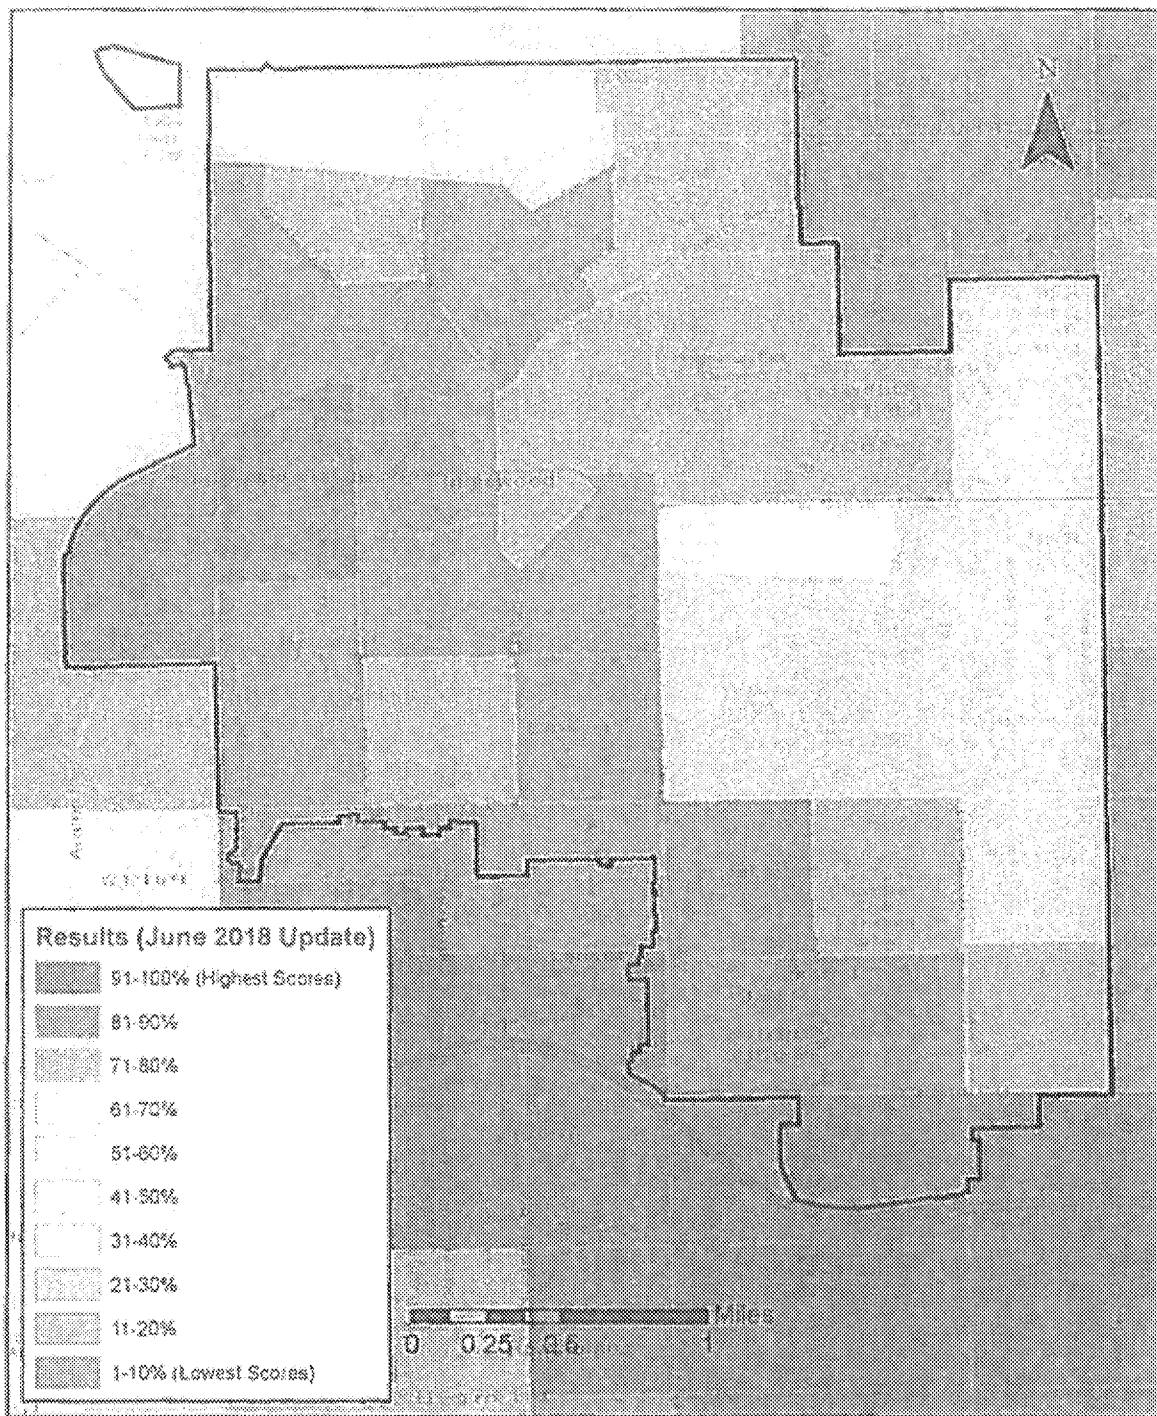 N
Inglewood
Results (June 2018 Update)
91-100% (Highest Scores)
81-90%
71-80%
61-70%
51-60%
41-50%
31-40%
21-30%
11-20%
1-10% (Lowest Scores)
Miles
0 0.25 0.5 1